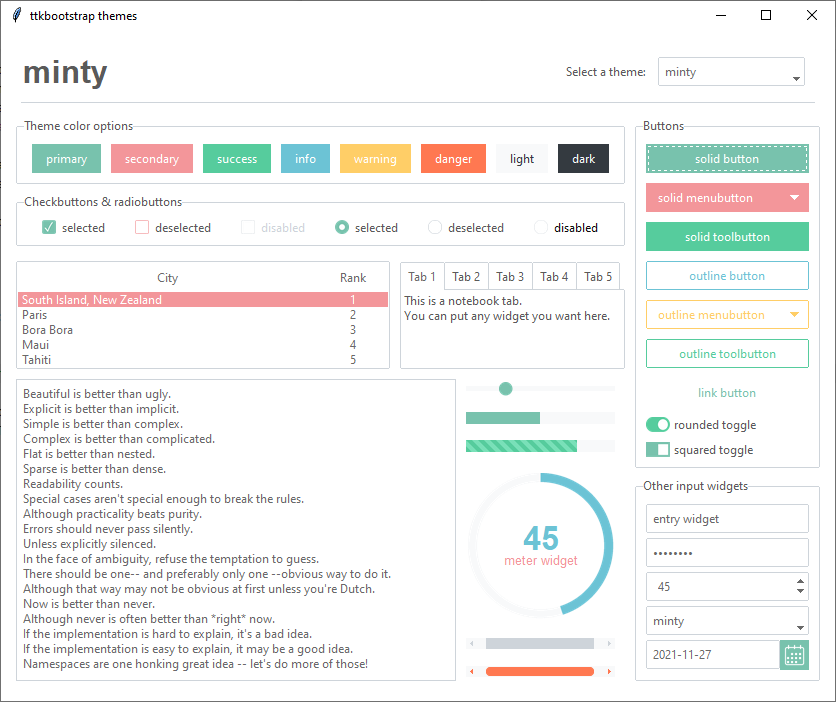 ttkbootstrap themes
minty
Select a theme: minty
Theme color options
primary secondary success info warning danger light dark
Checkbuttons & radiobuttons
selected deselected disabled selected deselected disabled
City Rank
South Island, New Zealand 1
Paris 2
Bora Bora 3
Maui 4
Tahiti 5
Tab 1 Tab 2 Tab 3 Tab 4 Tab 5
This is a notebook tab.
You can put any widget you want here.
Beautiful is better than ugly.
Explicit is better than implicit.
Simple is better than complex.
Complex is better than complicated.
Flat is better than nested.
Sparse is better than dense.
Readability counts.
Special cases aren't special enough to break the rules.
Although practicality beats purity.
Errors should never pass silently.
Unless explicitly silenced.
In the face of ambiguity, refuse the temptation to guess.
There should be one-- and preferably only one --obvious way to do it.
Although that way may not be obvious at first unless you're Dutch.
Now is better than never.
Although never is often better than *right* now.
If the implementation is hard to explain, it's a bad idea.
If the implementation is easy to explain, it may be a good idea.
Namespaces are one honking great idea -- let's do more of those!
45
meter widget
Buttons
solid button
solid menubutton
solid toolbutton
outline button
outline menubutton
outline toolbutton
link button
rounded toggle
squared toggle
Other input widgets
entry widget
••••••••
45
minty
2021-11-27